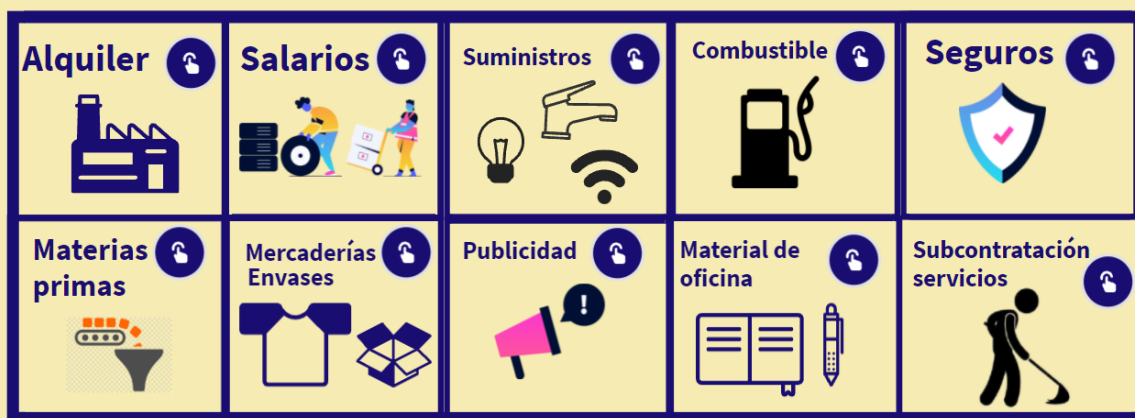 Alquiler
Salarios
Suministros
Combustible
Seguros
Materias
primas
Mercaderías
Envases
Publicidad
!
Material de
oficina
Subcontratación
servicios